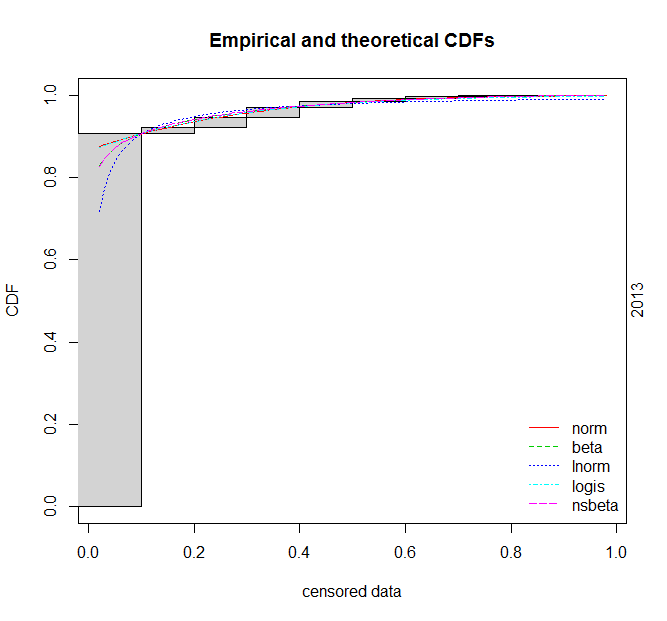 Empirical and theoretical CDFs
1.0
0.8
0.6
0.4
0.2
0.0
CDF
2013
norm
beta
lnorm
logis
nsbeta
0.0 0.2 0.4 0.6 0.8 1.0
censored data